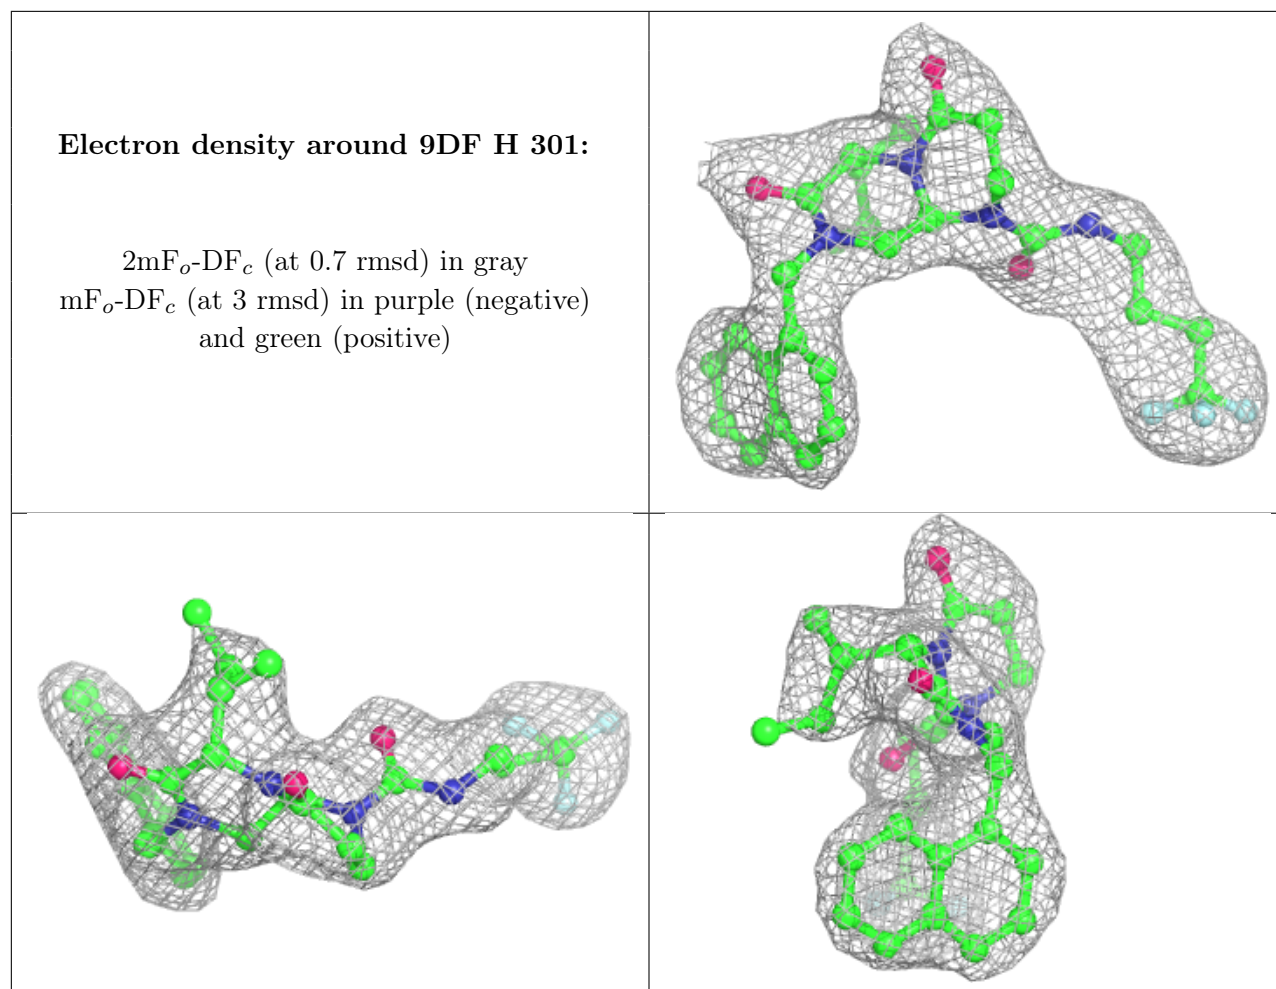 Electron density around 9DF H 301:
2mFo-DFc (at 0.7 rmsd) in gray
mFo-DFc (at 3 rmsd) in purple (negative)
and green (positive)